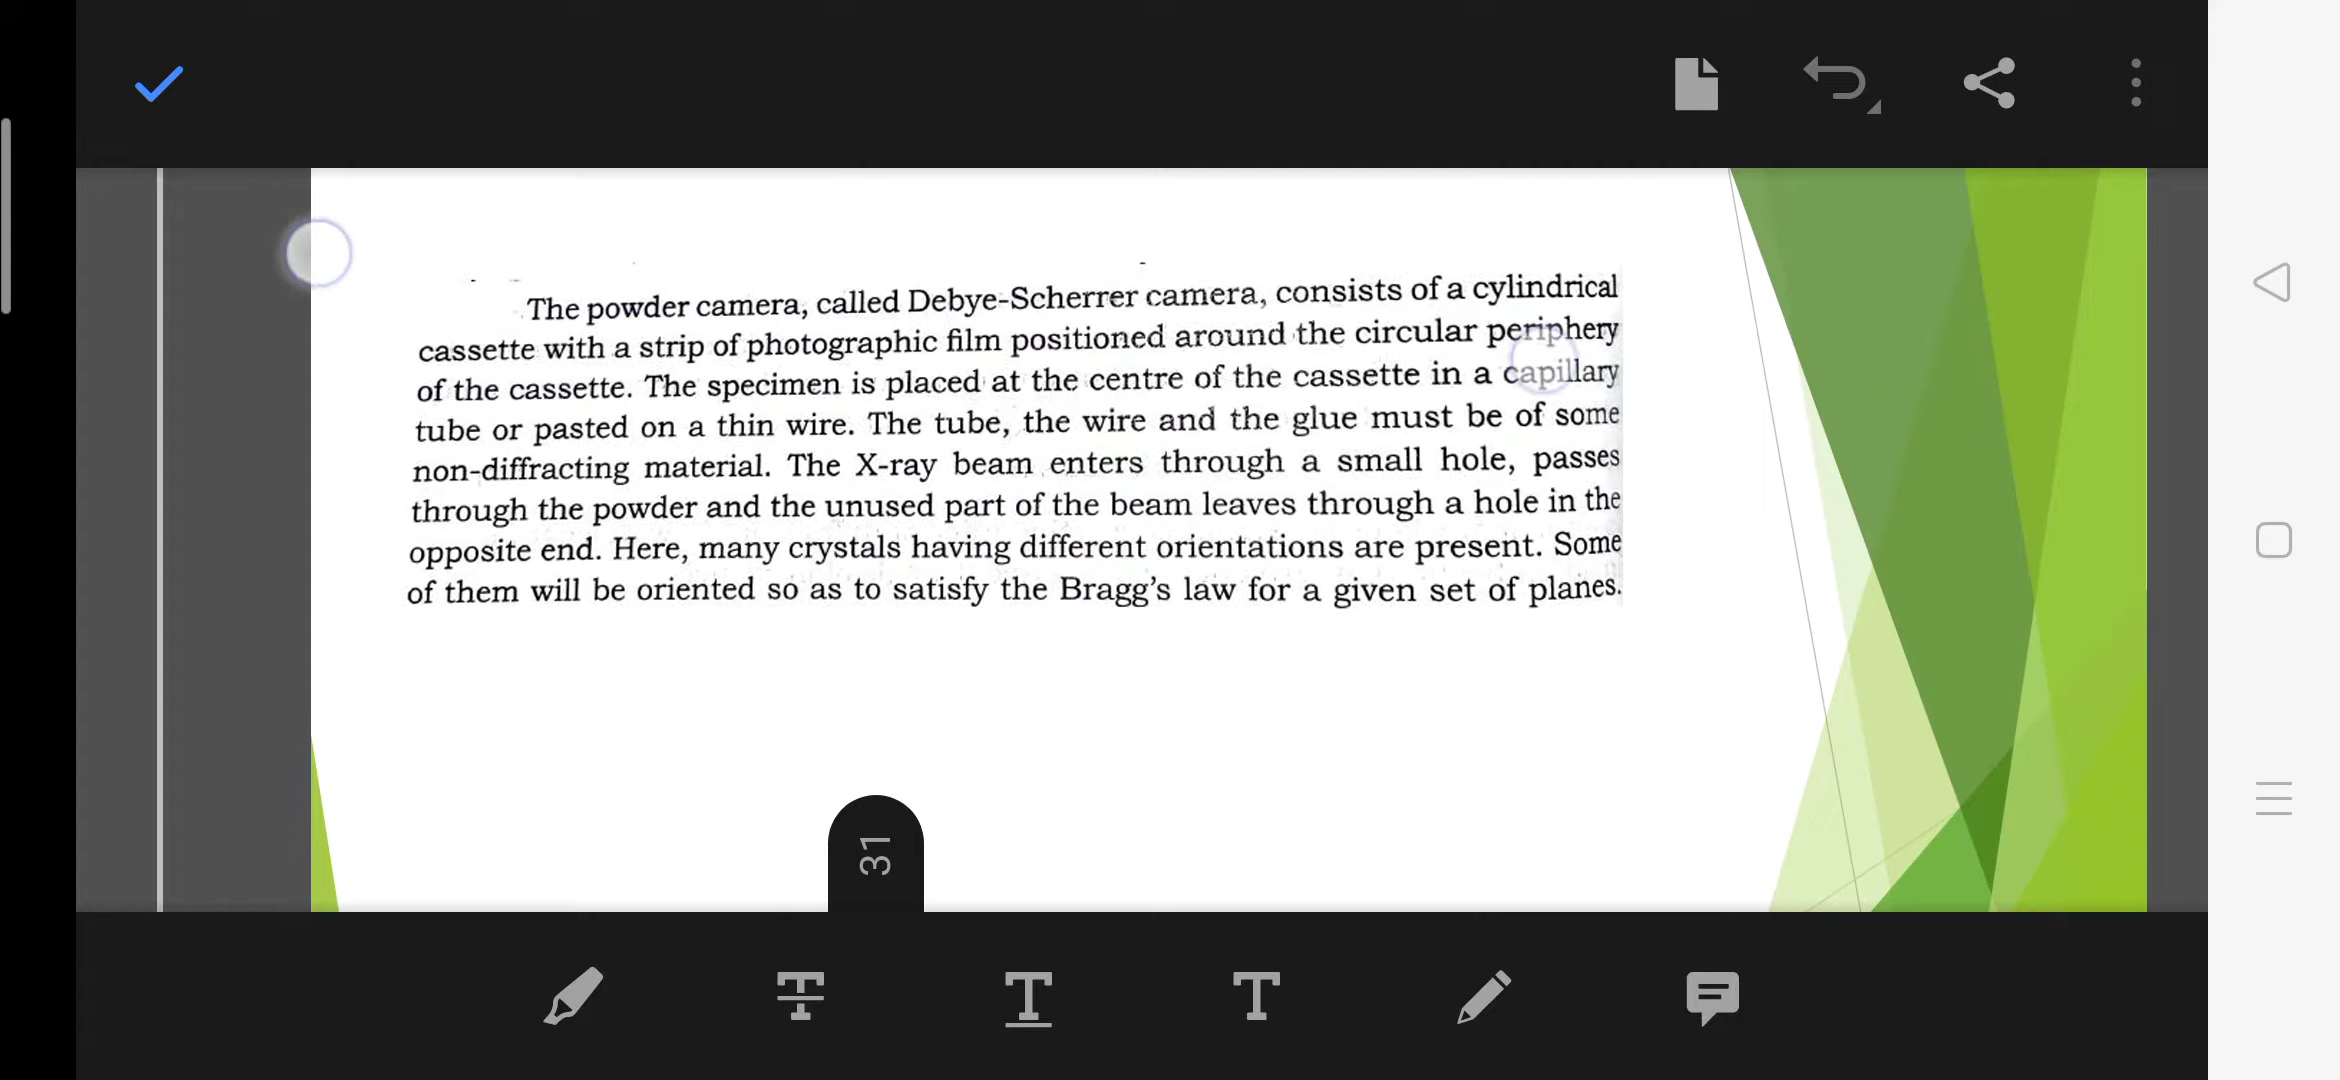 The powder camera, called Debye-Scherrer camera, consists of a cylindrical
cassette with a strip of photographic film positioned around the circular periphery
of the cassette. The specimen is placed at the centre of the cassette in a capillary
tube or pasted on a thin wire. The tube, the wire and the glue must be of some
non-diffracting material. The X-ray beam enters through a small hole, passes
through the powder and the unused part of the beam leaves through a hole in the
opposite end. Here, many crystals having different orientations are present. Some
of them will be oriented so as to satisfy the Bragg's law for a given set of planes.
31